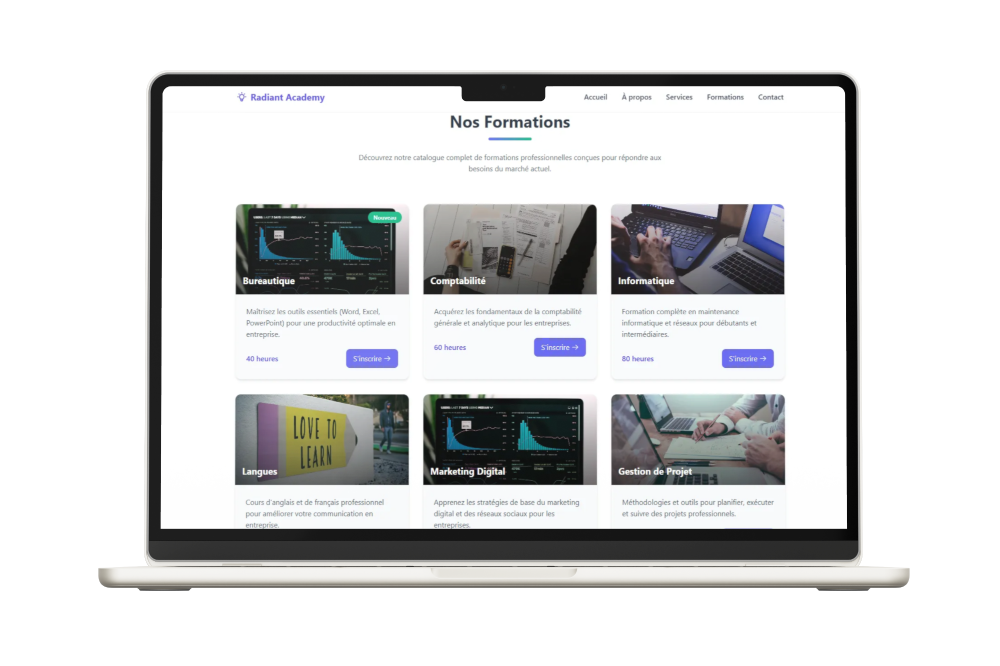 Radiant Academy
Accueil À propos Services Formations Contact
Nos Formations
Découvrez notre catalogue complet de formations professionnelles conçues pour répondre aux
besoins du marché actuel.
Nouveau
Bureautique
Maîtrisez les outils essentiels (Word, Excel,
PowerPoint) pour une productivité optimale en
entreprise.
40 heures
S'inscrire →
Comptabilité
Acquérez les fondamentaux de la comptabilité
générale et analytique pour les entreprises.
60 heures
S'inscrire →
Informatique
Formation complète en maintenance
informatique et réseaux pour débutants et
intermédiaires.
80 heures
S'inscrire →
LOVE TO
LEARN
Langues
Cours d'anglais et de français professionnel
pour améliorer votre communication en
entreprise.
Marketing Digital
Apprenez les stratégies de base du marketing
digital et des réseaux sociaux pour les
entreprises.
Gestion de Projet
Méthodologies et outils pour planifier, exécuter
et suivre des projets professionnels.